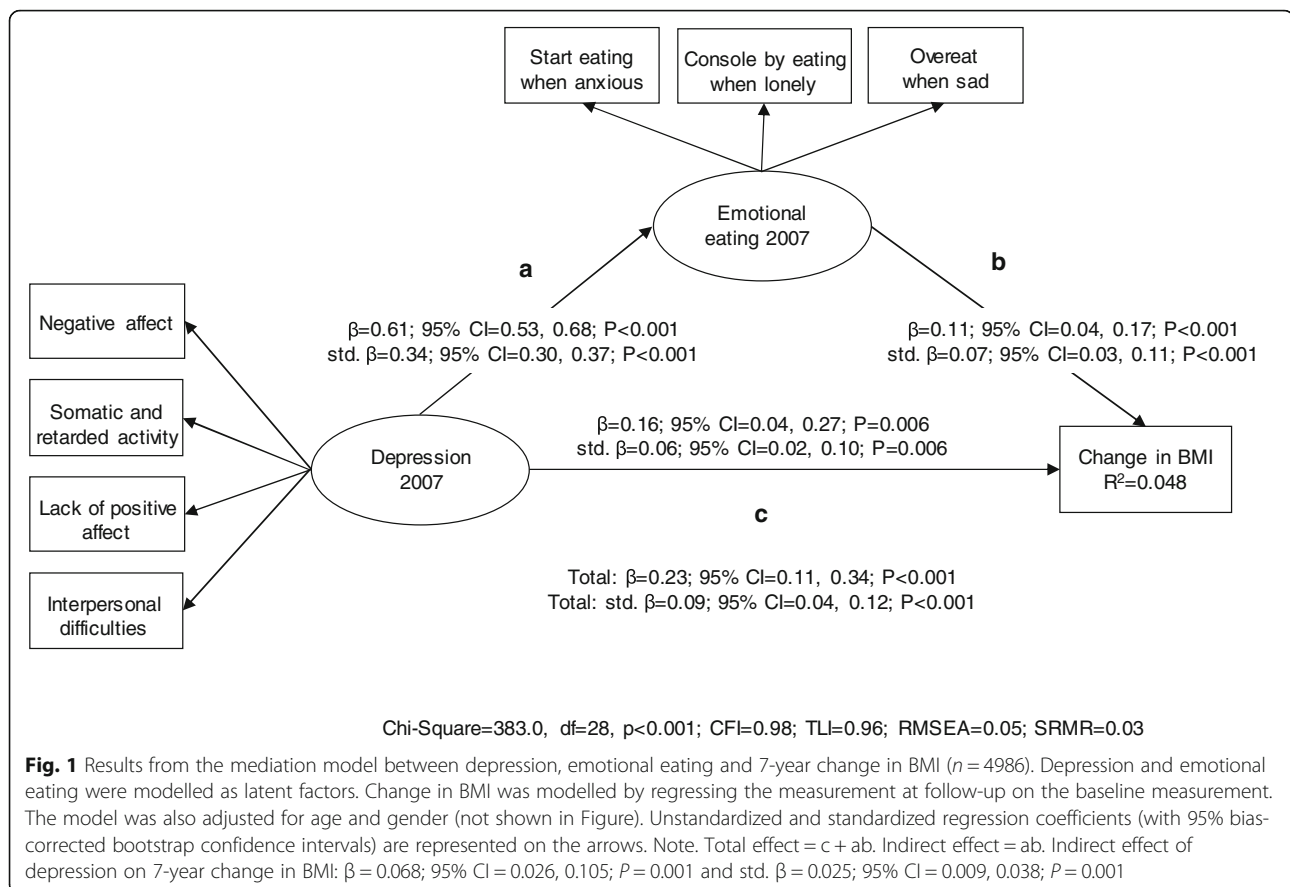 Start eating
when anxious
Console by eating
when lonely
Overeat
when sad
Emotional
eating 2007
a
b
Negative affect
β=0.61; 95% CI=0.53, 0.68; P<0.001
std. β=0.34; 95% CI=0.30, 0.37; P<0.001
β=0.11; 95% CI=0.04, 0.17; P<0.001
std. β=0.07; 95% CI=0.03, 0.11; P<0.001
Somatic and
retarded activity
β=0.16; 95% CI=0.04, 0.27; P=0.006
std. β=0.06; 95% CI=0.02, 0.10; P=0.006
Depression
2007
Change in BMI
R²=0.048
Lack of positive
affect
c
Interpersonal
difficulties
Total: β=0.23; 95% CI=0.11, 0.34; P<0.001
Total: std. β=0.09; 95% CI=0.04, 0.12; P<0.001
Chi-Square=383.0, df=28, p<0.001; CFI=0.98; TLI=0.96; RMSEA=0.05; SRMR=0.03
Fig. 1 Results from the mediation model between depression, emotional eating and 7-year change in BMI (n = 4986). Depression and emotional
eating were modelled as latent factors. Change in BMI was modelled by regressing the measurement at follow-up on the baseline measurement.
The model was also adjusted for age and gender (not shown in Figure). Unstandardized and standardized regression coefficients (with 95% bias-
corrected bootstrap confidence intervals) are represented on the arrows. Note. Total effect = c + ab. Indirect effect = ab. Indirect effect of
depression on 7-year change in BMI: β = 0.068; 95% CI = 0.026, 0.105; P = 0.001 and std. β = 0.025; 95% CI = 0.009, 0.038; P = 0.001